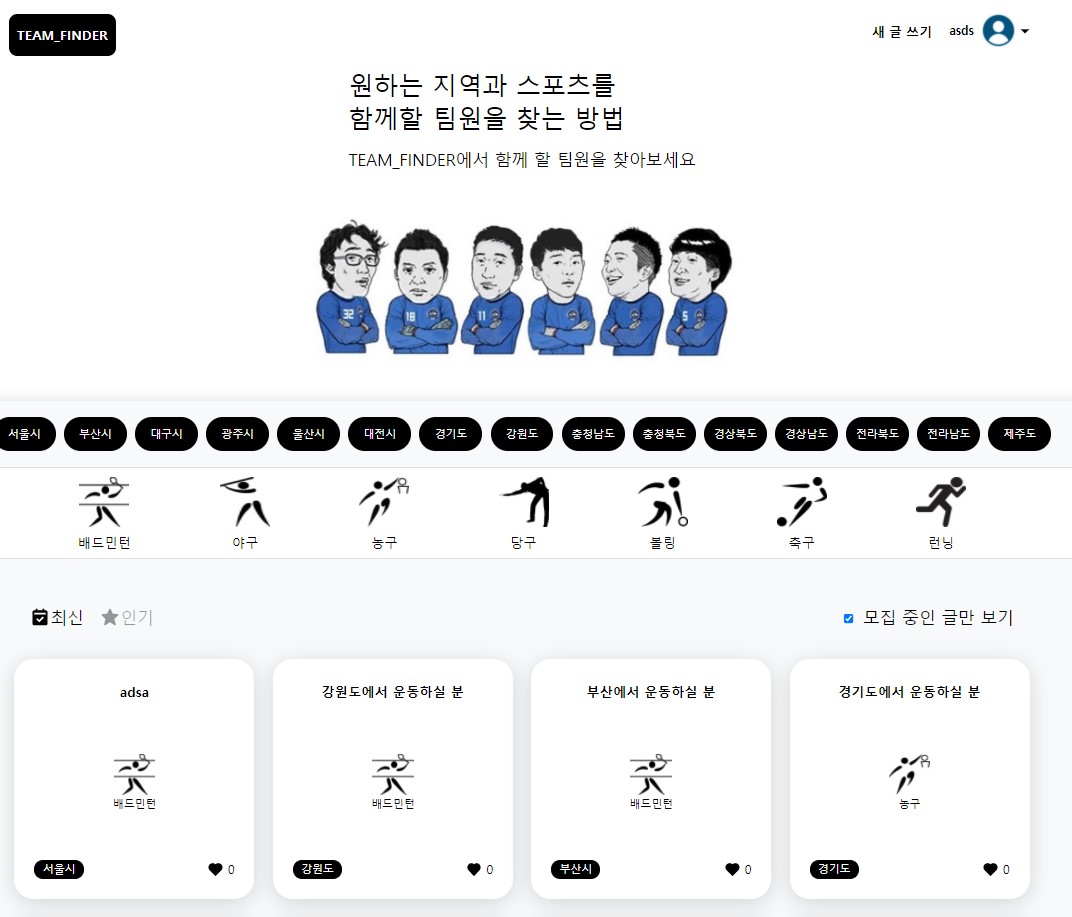 TEAM_FINDER
새 글 쓰기 asds
원하는 지역과 스포츠를
함께할 팀원을 찾는 방법
TEAM_FINDER에서 함께 할 팀원을 찾아보세요
32 18 11 5
서울시 부산시 대구시 광주시 울산시 대전시 경기도 강원도 충청남도 충청북도 경상북도 경상남도 전라북도 전라남도 제주도
배드민턴 야구 농구 당구 볼링 축구 런닝
최신 인기
모집 중인 글만 보기
adsa
배드민턴
서울시 0
강원도에서 운동하실 분
배드민턴
강원도 0
부산에서 운동하실 분
배드민턴
부산시 0
경기도에서 운동하실 분
농구
경기도 0